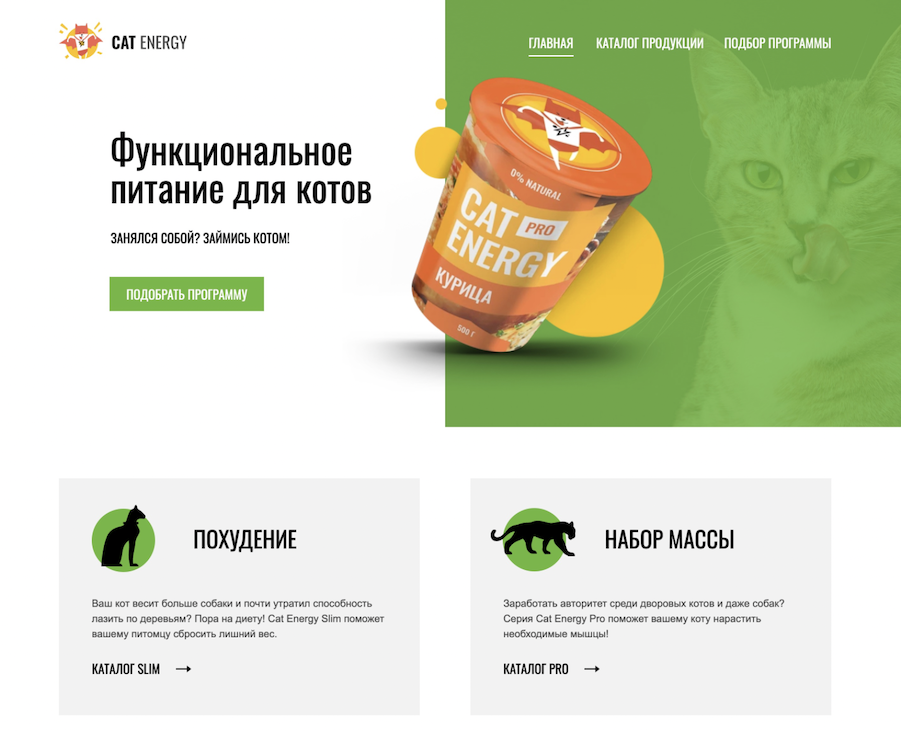 CAT ENERGY
ГЛАВНАЯ
КАТАЛОГ ПРОДУКЦИИ
ПОДБОР ПРОГРАММЫ
Функциональное
питание для котов
ЗАНЯЛСЯ СОБОЙ? ЗАЙМИСЬ КОТОМ!
ПОДОБРАТЬ ПРОГРАММУ
0% NATURAL
CAT PRO
ENERGY
КУРИЦА
500 г
ПОХУДЕНИЕ
Ваш кот весит больше собаки и почти утратил способность
лазить по деревьям? Пора на диету! Cat Energy Slim поможет
вашему питомцу сбросить лишний вес.
КАТАЛОГ SLIM
НАБОР МАССЫ
Заработать авторитет среди дворовых котов и даже собак?
Серия Cat Energy Pro поможет вашему коту нарастить
необходимые мышцы!
КАТАЛОГ PRO